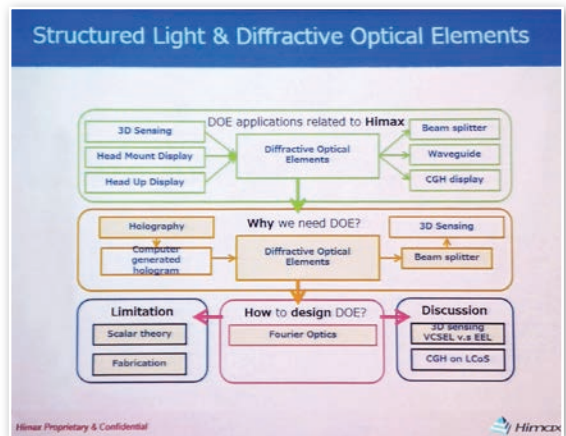 Structured Light & Diffractive Optical Elements
DOE applications related to Himax
3D Sensing
Head Mount Display
Head Up Display
Diffractive Optical
Elements
Beam splitter
Waveguide
CGH display
Why we need DOE?
Holography
Computer
generated
hologram
Diffractive Optical
Elements
3D Sensing
Beam splitter
Limitation
Scalar theory
Fabrication
How to design DOE?
Fourier Optics
Discussion
3D sensing
VCSEL v.s EEL
CGH on LCoS
Himax Proprietary & Confidential
Himax